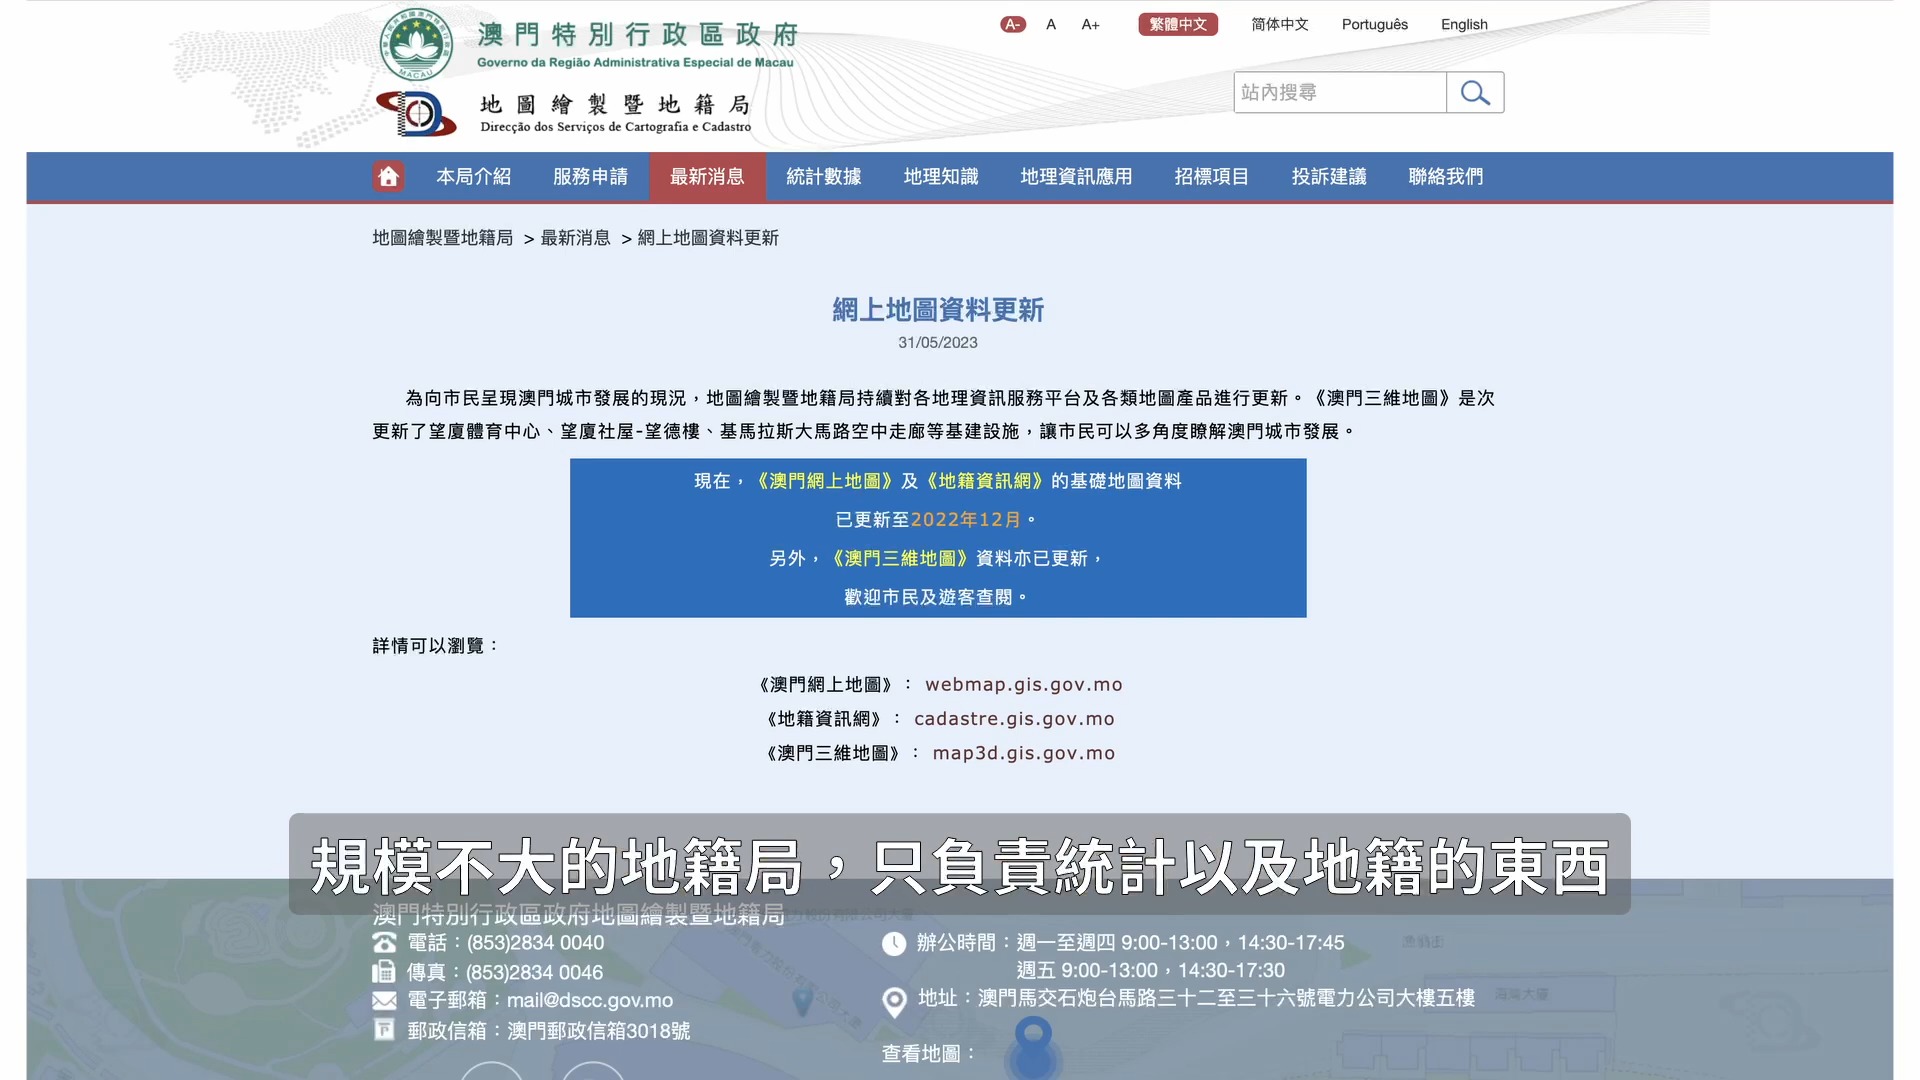 澳門特別行政區政府
Governo da Região Administrativa Especial de Macau
地圖繪製暨地籍局
Direcção dos Serviços de Cartografia e Cadastro
MACAU
A- A A+ 繁體中文 简体中文 Português English
站內搜尋
本局介紹 服務申請 最新消息 統計數據 地理知識 地理資訊應用 招標項目 投訴建議 聯絡我們
地圖繪製暨地籍局 > 最新消息 > 網上地圖資料更新
網上地圖資料更新
31/05/2023
為向市民呈現澳門城市發展的現況，地圖繪製暨地籍局持續對各地理資訊服務平台及各類地圖產品進行更新。《澳門三維地圖》是次
更新了望廈體育中心、望廈社屋-望德樓、基馬拉斯大馬路空中走廊等基建設施，讓市民可以多角度瞭解澳門城市發展。
現在，《澳門網上地圖》及《地籍資訊網》的基礎地圖資料
已更新至2022年12月。
另外，《澳門三維地圖》資料亦已更新，
歡迎市民及遊客查閱。
詳情可以瀏覽：
《澳門網上地圖》： webmap.gis.gov.mo
《地籍資訊網》： cadastre.gis.gov.mo
《澳門三維地圖》： map3d.gis.gov.mo
規模不大的地籍局，只負責統計以及地籍的東西
澳門特別行政區政府地圖繪製暨地籍局
電話：(853)2834 0040
傳真：(853)2834 0046
電子郵箱：mail@dscc.gov.mo
郵政信箱：澳門郵政信箱3018號
辦公時間：週一至週四 9:00-13:00，14:30-17:45
週五 9:00-13:00，14:30-17:30
地址：澳門馬交石炮台馬路三十二至三十六號電力公司大樓五樓
查看地圖：